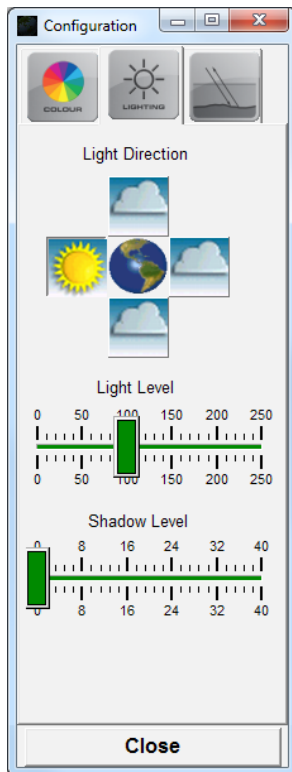 Configuration
COLOUR
LIGHTING
Light Direction
Light Level
0 50 100 150 200 250
0 50 100 150 200 250
Shadow Level
0 8 16 24 32 40
0 8 16 24 32 40
Close